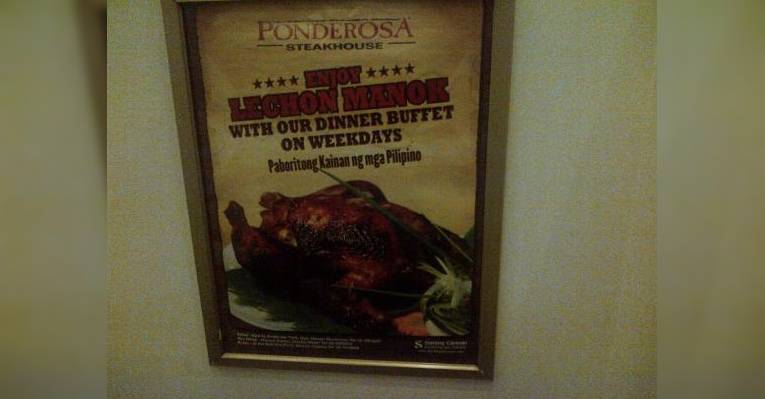 PONDEROSA
STEAKHOUSE
ENJOY
LECHON MANOK
WITH OUR DINNER BUFFET
ON WEEKDAYS
Paboritong Kainan ng mga Pilipino